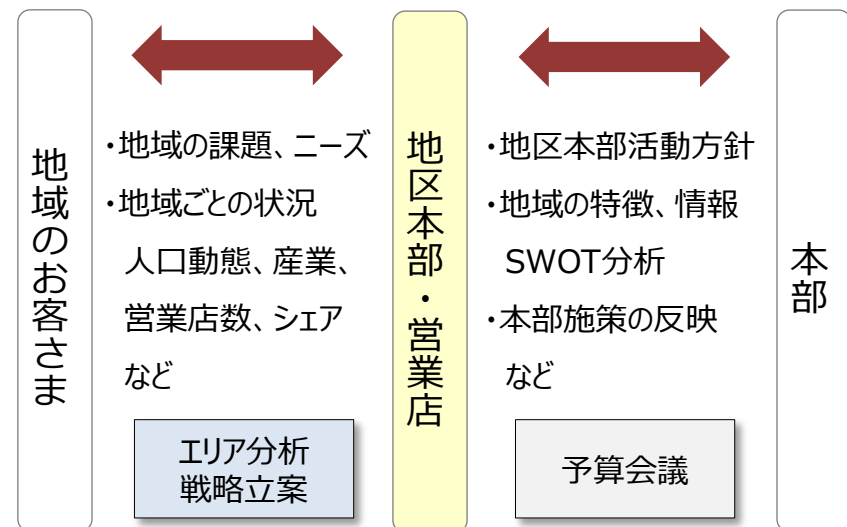 地域のお客さま
・地域の課題、ニーズ
・地域ごとの状況
人口動態、産業、
営業店数、シェア
など
エリア分析
戦略立案
地区本部・営業店
・地区本部活動方針
・地域の特徴、情報
SWOT分析
・本部施策の反映
など
予算会議
本部